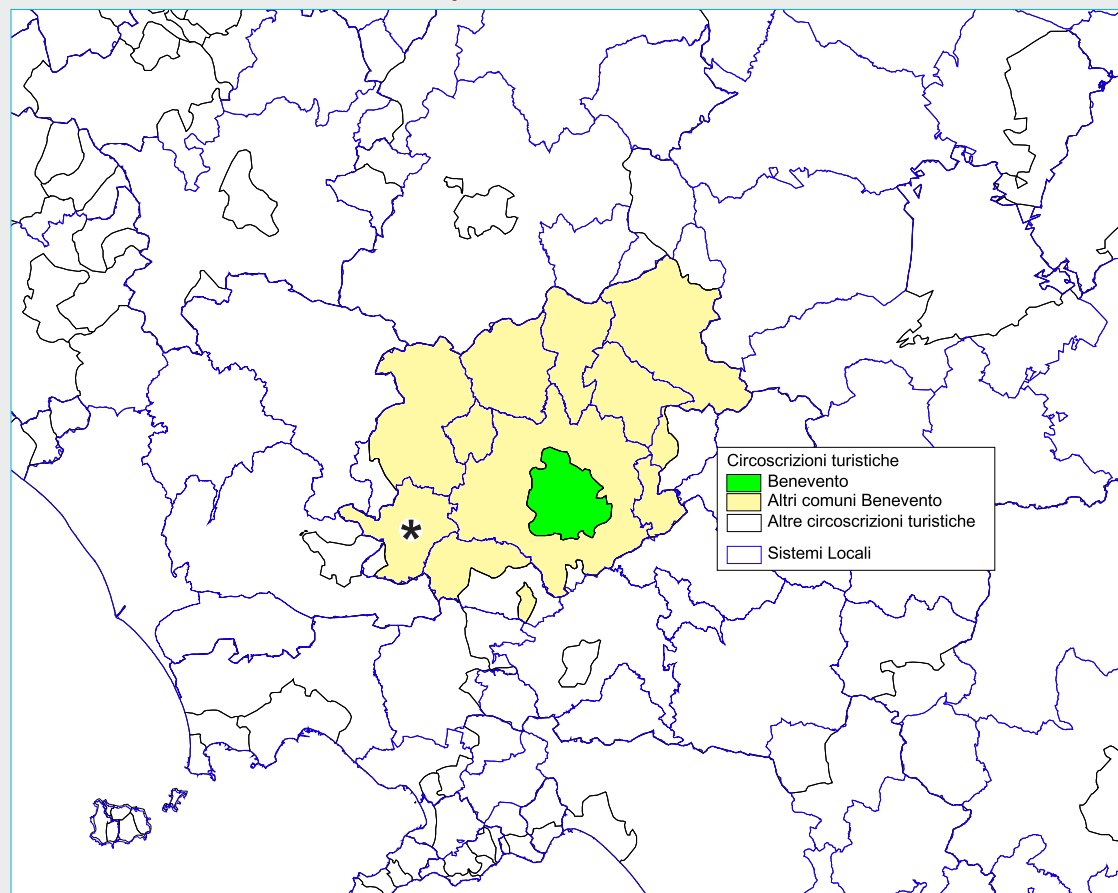 Circoscrizioni turistiche
Benevento
Altri comuni Benevento
Altre circoscrizioni turistiche
Sistemi Locali
*